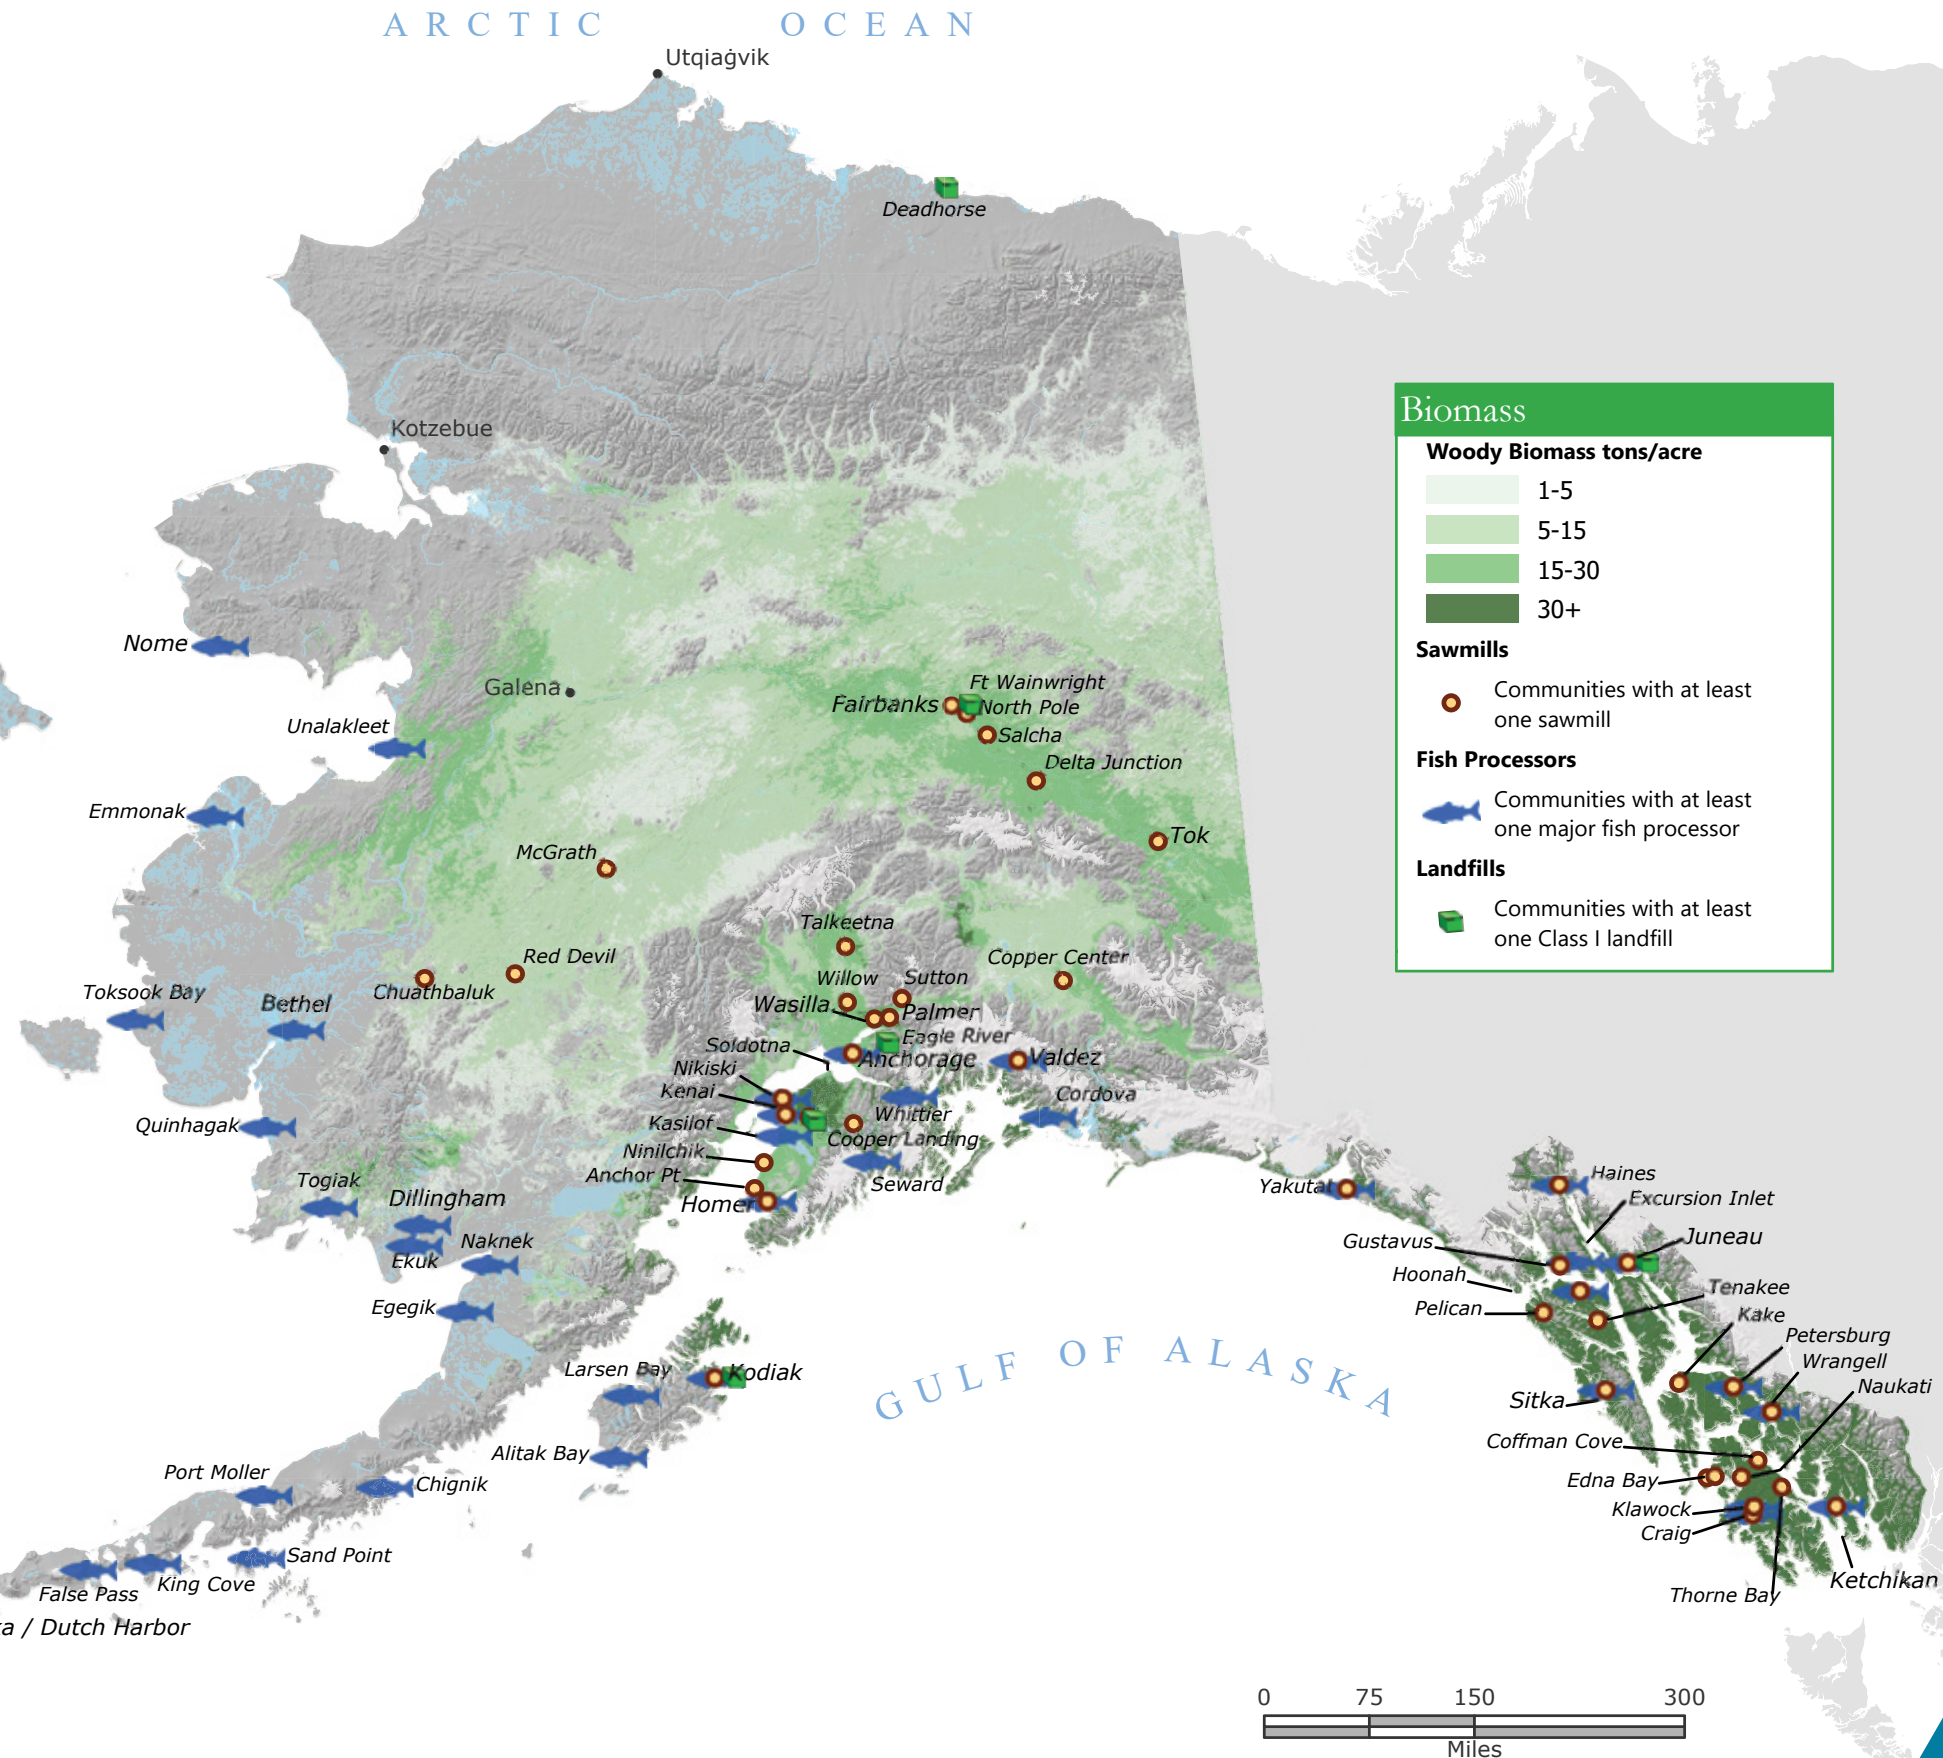 ARCTIC OCEAN
Utqiaġvik
Deadhorse
Kotzebue
Biomass
Woody Biomass tons/acre
1-5
5-15
15-30
30+
Sawmills
Communities with at least
one sawmill
Fish Processors
Communities with at least
one major fish processor
Landfills
Communities with at least
one Class I landfill
Nome
Galena
Unalakleet
Fairbanks
Ft Wainwright
North Pole
Salcha
Delta Junction
Emmonak
McGrath
Tok
Talkeetna
Red Devil
Copper Center
Chuathbaluk
Willow
Sutton
Toksook Bay
Bethel
Wasilla
Palmer
Eagle River
Soldotna
Anchorage
Valdez
Nikiski
Kenai
Cordova
Kasilof
Whittier
Quinhagak
Cooper Landing
Ninilchik
Anchor Pt
Seward
Togiak
Dillingham
Homer
Yakutat
Haines
Excursion Inlet
Ekuk
Naknek
Gustavus
Juneau
Hoonah
Tenakee
Egegik
Pelican
Kake
Petersburg
Wrangell
Larsen Bay
Kodiak
Naukati
GULF OF ALASKA
Sitka
Alitak Bay
Coffman Cove
Port Moller
Chignik
Edna Bay
Klawock
Craig
Sand Point
False Pass
King Cove
Thorne Bay
Ketchikan
a / Dutch Harbor
0 75 150 300
Miles